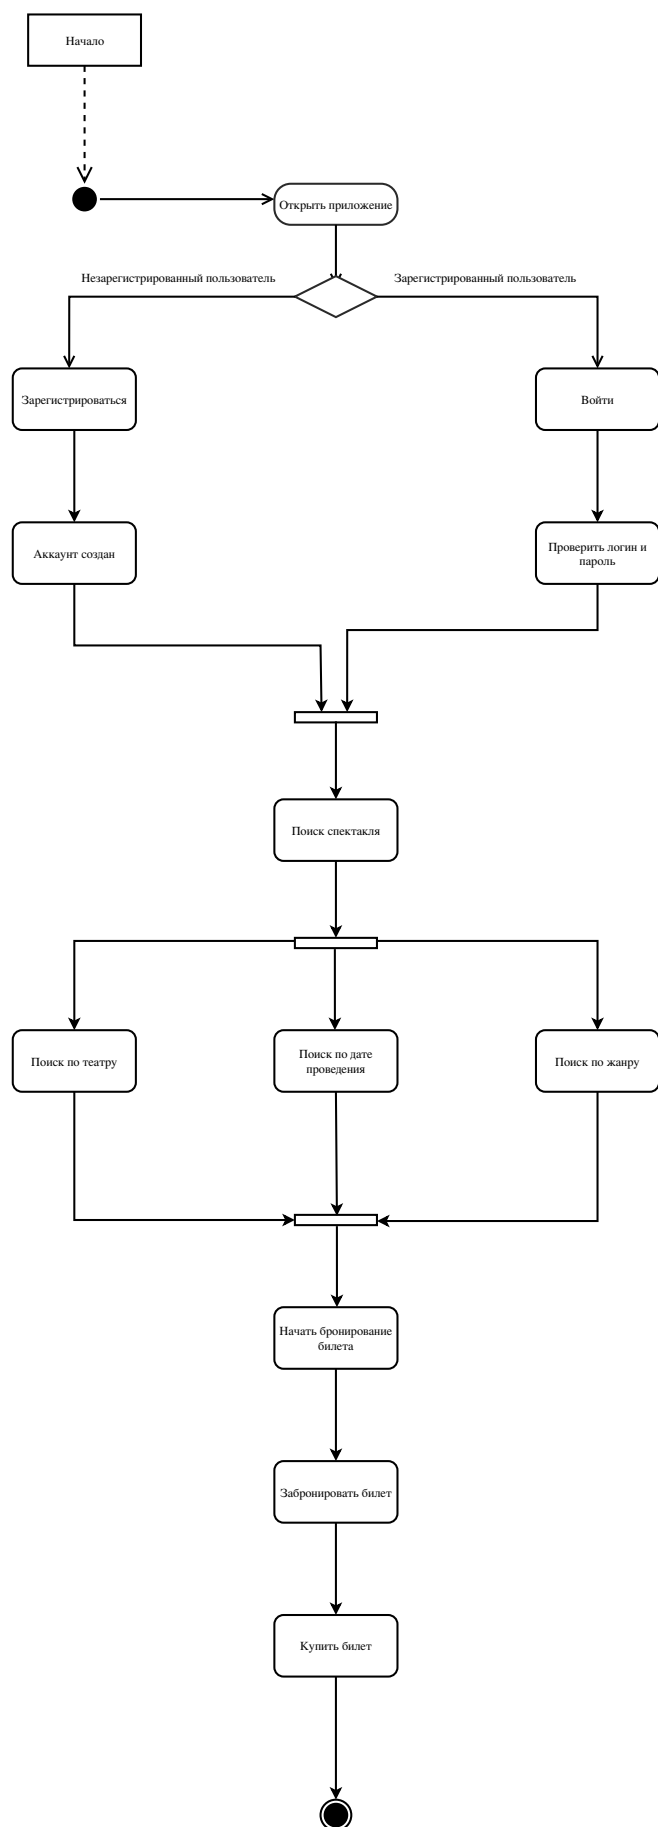 Начало
Открыть приложение
Незарегистрированный пользователь
Зарегистрированный пользователь
Зарегистрироваться
Войти
Аккаунт создан
Проверить логин и
пароль
Поиск спектакля
Поиск по театру
Поиск по дате
проведения
Поиск по жанру
Начать бронирование
билета
Забронировать билет
Купить билет